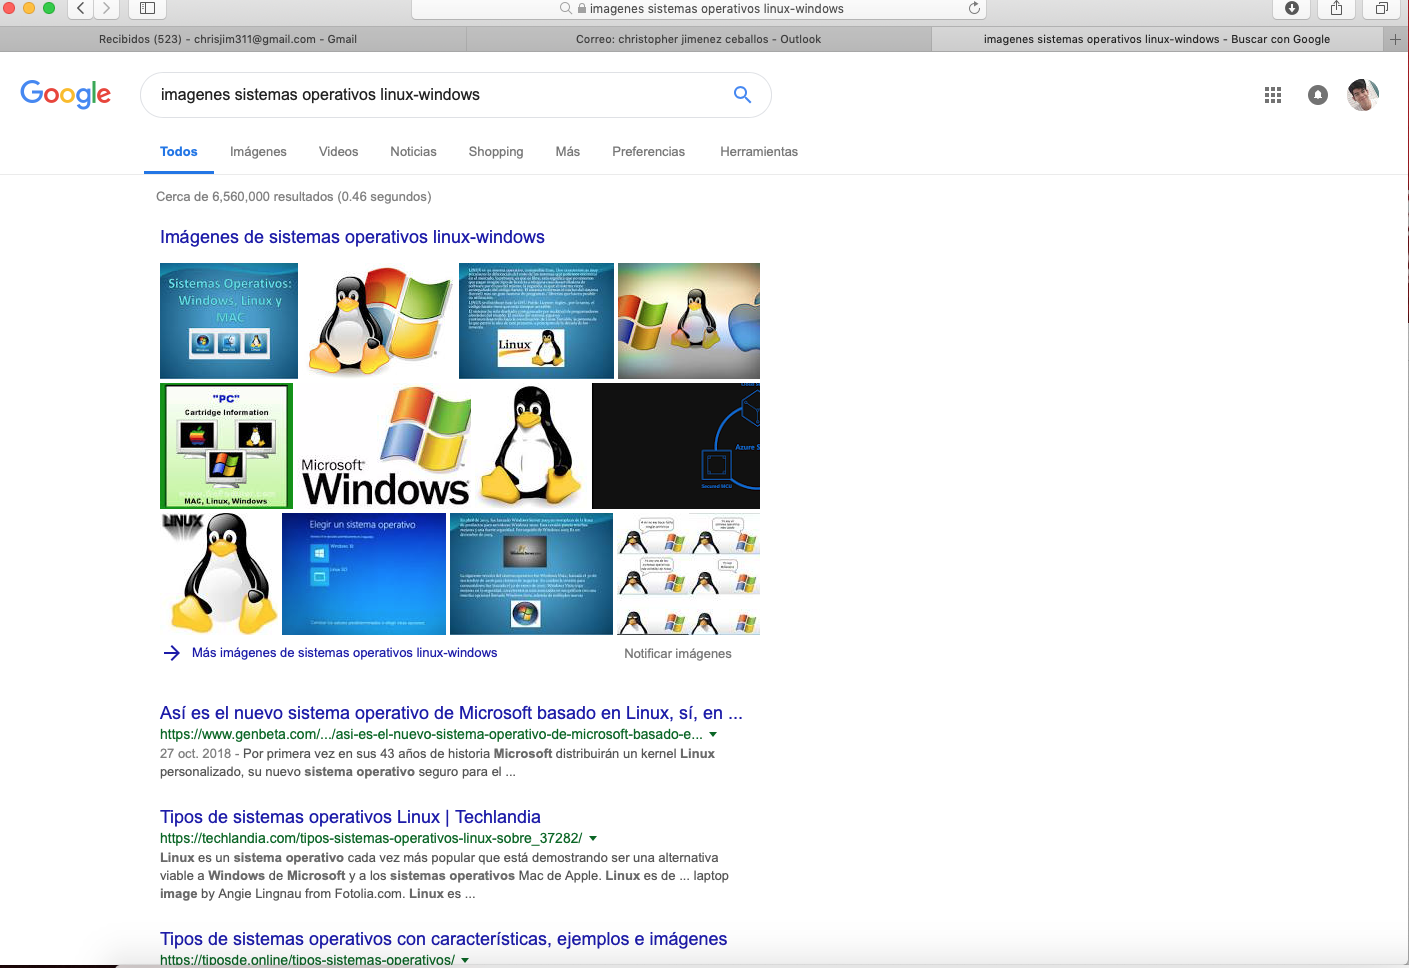 imagenes sistemas operativos linux-windows
Recibidos (523) - chrisjim311@gmail.com - Gmail
Correo: christopher jimenez ceballos - Outlook
imagenes sistemas operativos linux-windows - Buscar con Google
Google
imagenes sistemas operativos linux-windows
Todos
Imágenes
Videos
Noticias
Shopping
Más
Preferencias
Herramientas
Cerca de 6,560,000 resultados (0.46 segundos)
Imágenes de sistemas operativos linux-windows
Sistemas Operativos:
Windows, Linux y
MAC
Linux
"PC"
Cartridge Information
MAC, Linux, Windows
Microsoft
Windows
Azure S
Secured MCU
LINUX
Elegir un sistema operativo
Windows 10
Más imágenes de sistemas operativos linux-windows
Notificar imágenes
Así es el nuevo sistema operativo de Microsoft basado en Linux, sí, en ...
https://www.genbeta.com/.../asi-es-el-nuevo-sistema-operativo-de-microsoft-basado-e...
27 oct. 2018 - Por primera vez en sus 43 años de historia Microsoft distribuirán un kernel Linux
personalizado, su nuevo sistema operativo seguro para el ...
Tipos de sistemas operativos Linux | Techlandia
https://techlandia.com/tipos-sistemas-operativos-linux-sobre_37282/
Linux es un sistema operativo cada vez más popular que está demostrando ser una alternativa
viable a Windows de Microsoft y a los sistemas operativos Mac de Apple. Linux es de ... laptop
image by Angie Lingnau from Fotolia.com. Linux es ...
Tipos de sistemas operativos con características, ejemplos e imágenes
https://tiposde.online/tipos-sistemas-operativos/